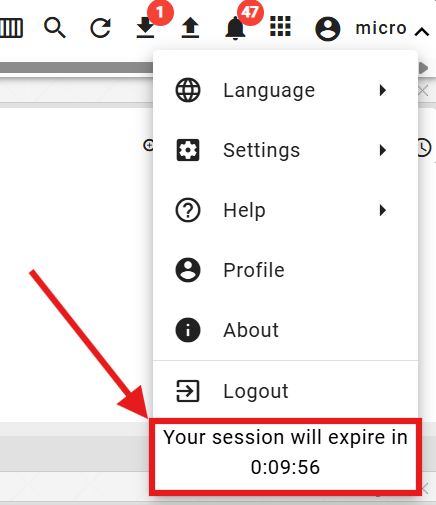 1
47
micro
Language
Settings
Help
Profile
About
Logout
Your session will expire in
0:09:56